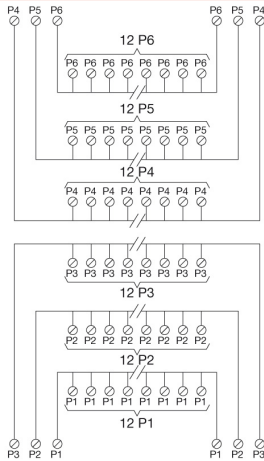 P4 P5 P6 P6 P5 P4
12 P6
P6 P6 P6 P6 P6 P6 P6 P6
12 P5
P5 P5 P5 P5 P5 P5 P5 P5
12 P4
P4 P4 P4 P4 P4 P4 P4 P4
P3 P3 P3 P3 P3 P3 P3 P3
12 P3
P2 P2 P2 P2 P2 P2 P2 P2
12 P2
P1 P1 P1 P1 P1 P1 P1 P1
12 P1
P3 P2 P1 P1 P2 P3